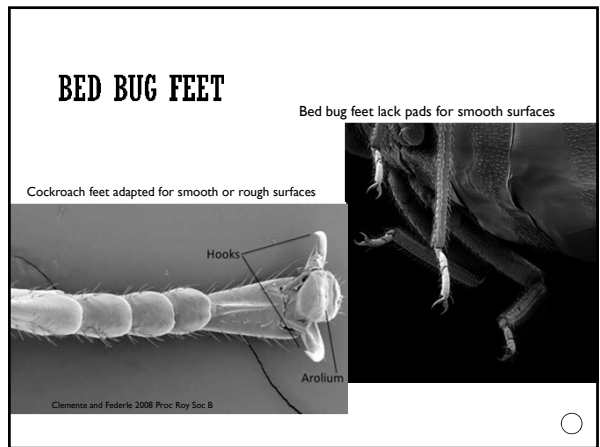 BED BUG FEET
Bed bug feet lack pads for smooth surfaces
Cockroach feet adapted for smooth or rough surfaces
Hooks
Arolium
Clemente and Federle 2008 Proc Roy Soc B